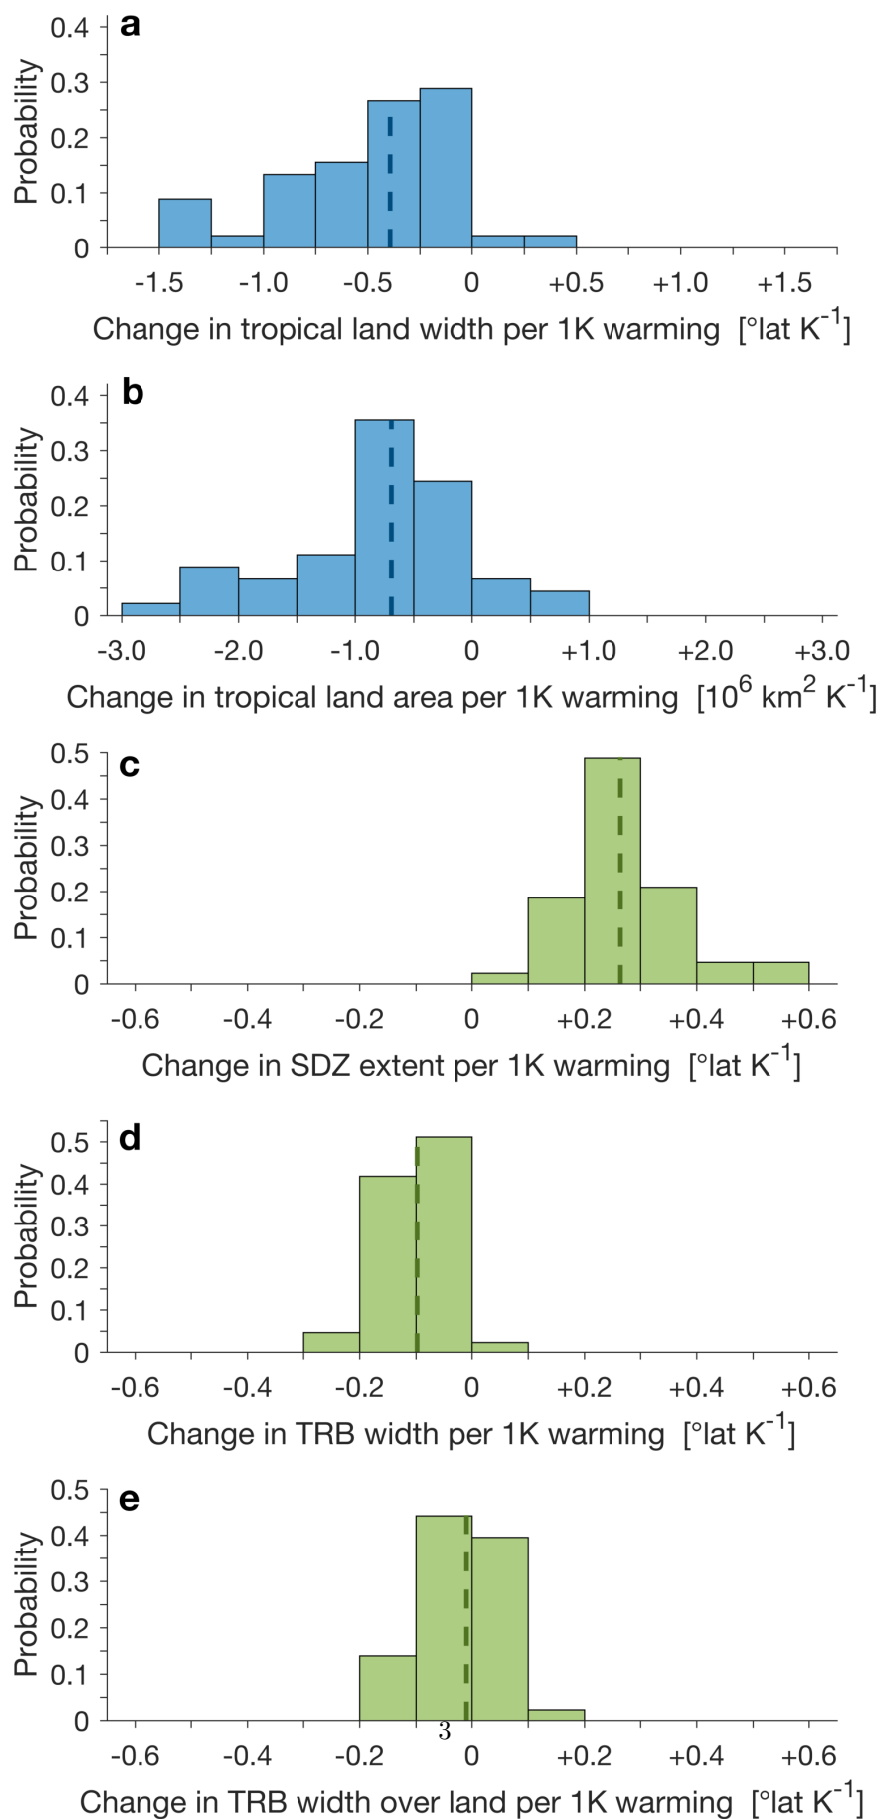 a
0.4
0.3
0.2
0.1
0
Probability
-1.5 -1.0 -0.5 0 +0.5 +1.0 +1.5
Change in tropical land width per 1K warming [°lat K⁻¹]
b
0.4
0.3
0.2
0.1
0
Probability
-3.0 -2.0 -1.0 0 +1.0 +2.0 +3.0
Change in tropical land area per 1K warming [10⁶ km² K⁻¹]
c
0.5
0.4
0.3
0.2
0.1
0
Probability
-0.6 -0.4 -0.2 0 +0.2 +0.4 +0.6
Change in SDZ extent per 1K warming [°lat K⁻¹]
d
0.5
0.4
0.3
0.2
0.1
0
Probability
-0.6 -0.4 -0.2 0 +0.2 +0.4 +0.6
Change in TRB width per 1K warming [°lat K⁻¹]
e
0.5
0.4
0.3
0.2
0.1
0
Probability
3
-0.6 -0.4 -0.2 0 +0.2 +0.4 +0.6
Change in TRB width over land per 1K warming [°lat K⁻¹]